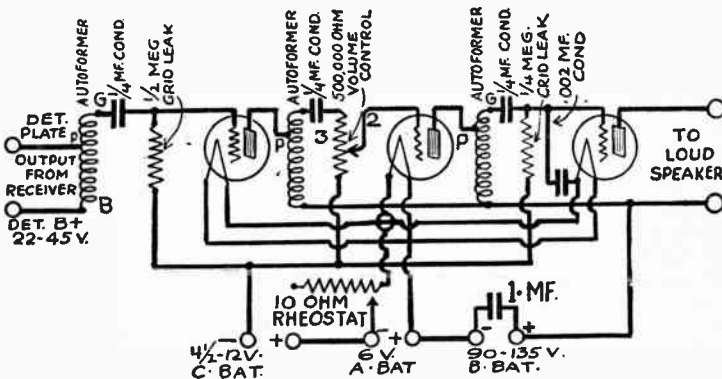 AUTOFORMER
G
1/4 MF. COND.
1/2 MEG.
GRID LEAK
DET.
PLATE
P
OUTPUT
FROM
RECEIVER
B
DET. B+
22-45 V.
AUTOFORMER
1/4 MF. COND.
500,000 OHM
VOLUME
CONTROL
P
3
2
AUTOFORMER
G
1/4 MF. COND.
1/4 MEG.
GRID LEAK
.002 MF.
COND
P
TO
LOUD
SPEAKER
10 OHM
RHEOSTAT
1. MF.
- + - + - +
4½-12V.
C. BAT.
6 V.
A. BAT
90-135 V.
B. BAT.